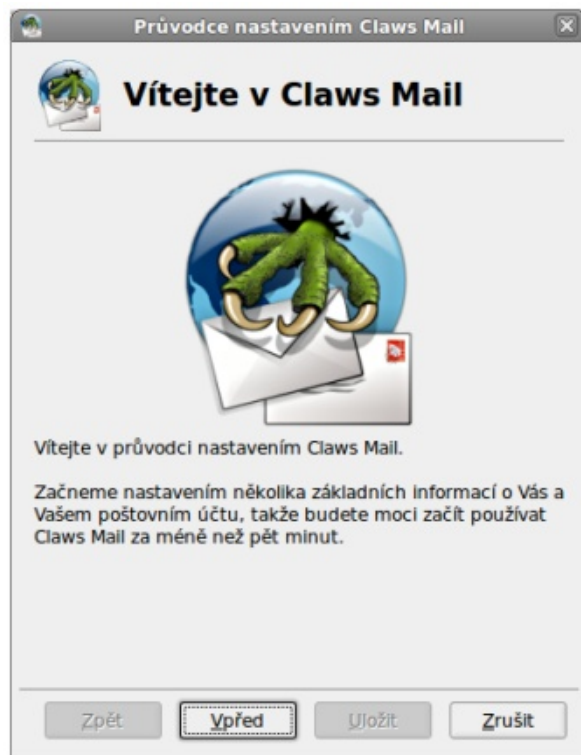 Průvodce nastavením Claws Mail
Vítejte v Claws Mail
Vítejte v průvodci nastavením Claws Mail.
Začneme nastavením několika základních informací o Vás a
Vašem poštovním účtu, takže budete moci začít používat
Claws Mail za méně než pět minut.
Zpět
Vpřed
Uložit
Zrušit